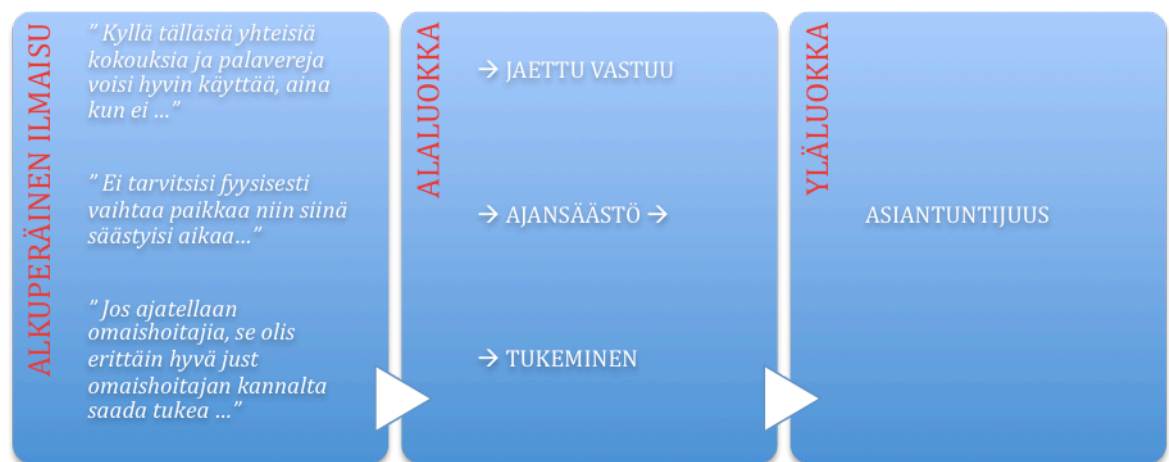 ALKUPERÄINEN ILMAISU
” Kyllä tälläsiä yhteisiä
kokouksia ja palavereja
voisi hyvin käyttää, aina
kun ei ...”
” Ei tarvitsisi fyysisesti
vaihtaa paikkaa niin siinä
säästyisi aikaa...”
” Jos ajatellaan
omaishoitajia, se olis
erittäin hyvä just
omaishoitajan kannalta
saada tukea ...”
ALALUOKKA
→ JAETTU VASTUU
→ AJANSÄÄSTÖ →
→ TUKEMINEN
YLÄLUOKKA
ASIANTUNTIJUUS